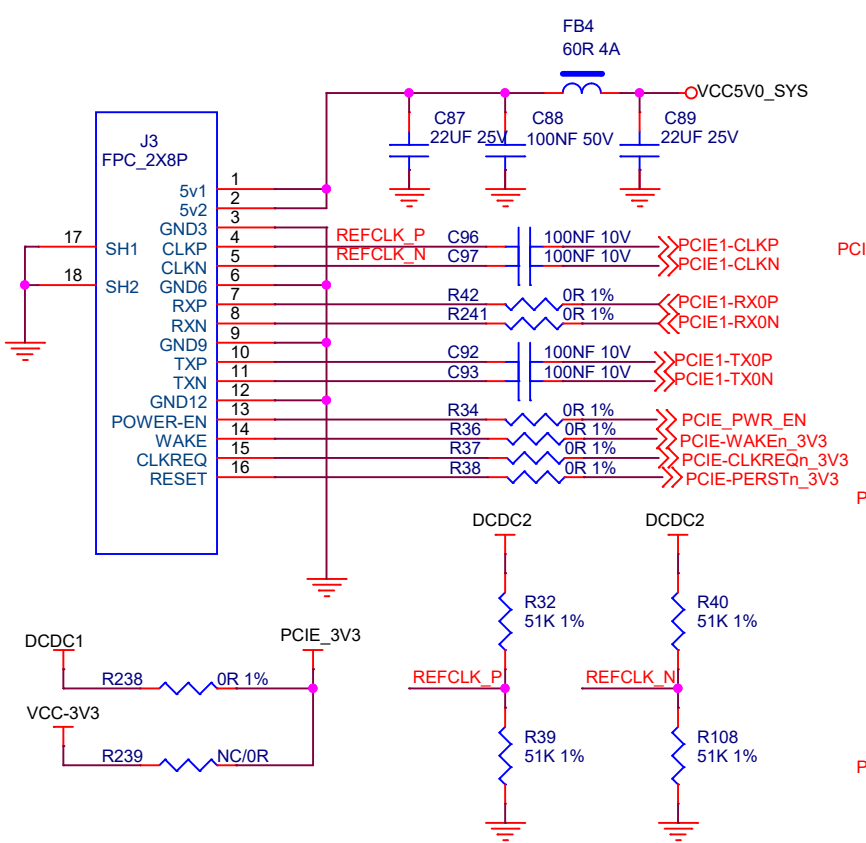 FB4
60R 4A
VCC5V0_SYS
C87
22UF 25V
C88
100NF 50V
C89
22UF 25V
J3
FPC_2X8P
5v1 1
5v2 2
GND3 3
CLKP 4 REFCLK_P C96 100NF 10V PCIE1-CLKP
CLKN 5 REFCLK_N C97 100NF 10V PCIE1-CLKN
GND6 6
RXP 7 R42 0R 1% PCIE1-RX0P
RXN 8 R241 0R 1% PCIE1-RX0N
GND9 9
TXP 10 C92 100NF 10V PCIE1-TX0P
TXN 11 C93 100NF 10V PCIE1-TX0N
GND12 12
POWER-EN 13 R34 0R 1% PCIE_PWR_EN
WAKE 14 R36 0R 1% PCIE-WAKEn_3V3
CLKREQ 15 R37 0R 1% PCIE-CLKREQn_3V3
RESET 16 R38 0R 1% PCIE-PERSTn_3V3
17 SH1
18 SH2
PCI
P
DCDC2
R32
51K 1%
REFCLK_P
R39
51K 1%
DCDC2
R40
51K 1%
REFCLK_N
R108
51K 1%
DCDC1
PCIE_3V3
R238 0R 1%
VCC-3V3
R239 NC/0R
P